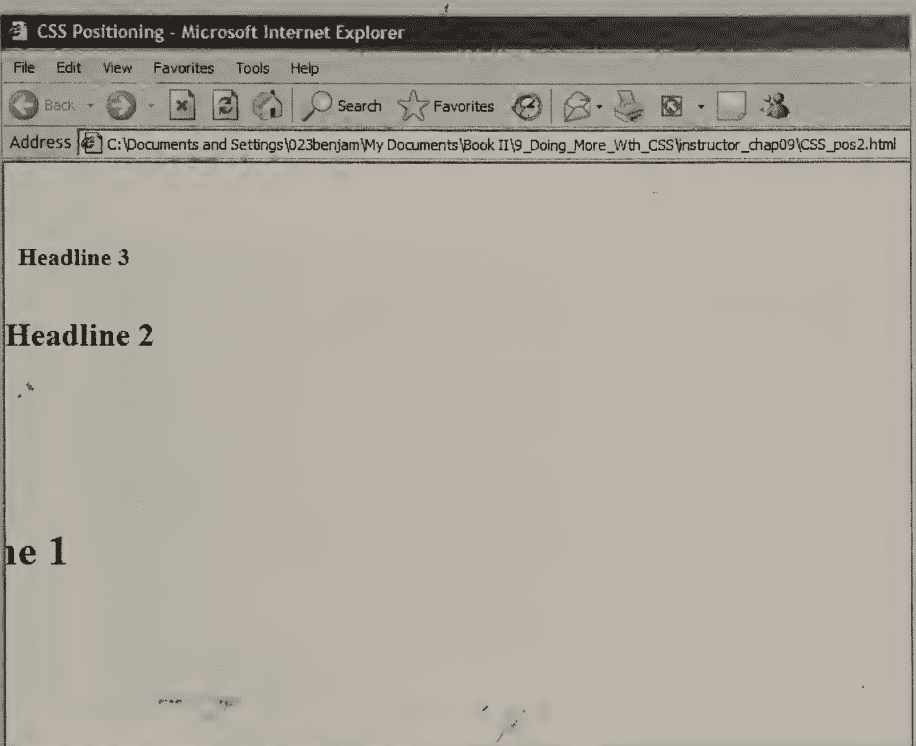 CSS Positioning - Microsoft Internet Explorer
File Edit View Favorites Tools Help
Back Search Favorites
Address C:\Documents and Settings\023benjam\My Documents\Book II\9_Doing_More_Wth_CSS\instructor_chap09\CSS_pos2.html
Headline 3
Headline 2
ne 1